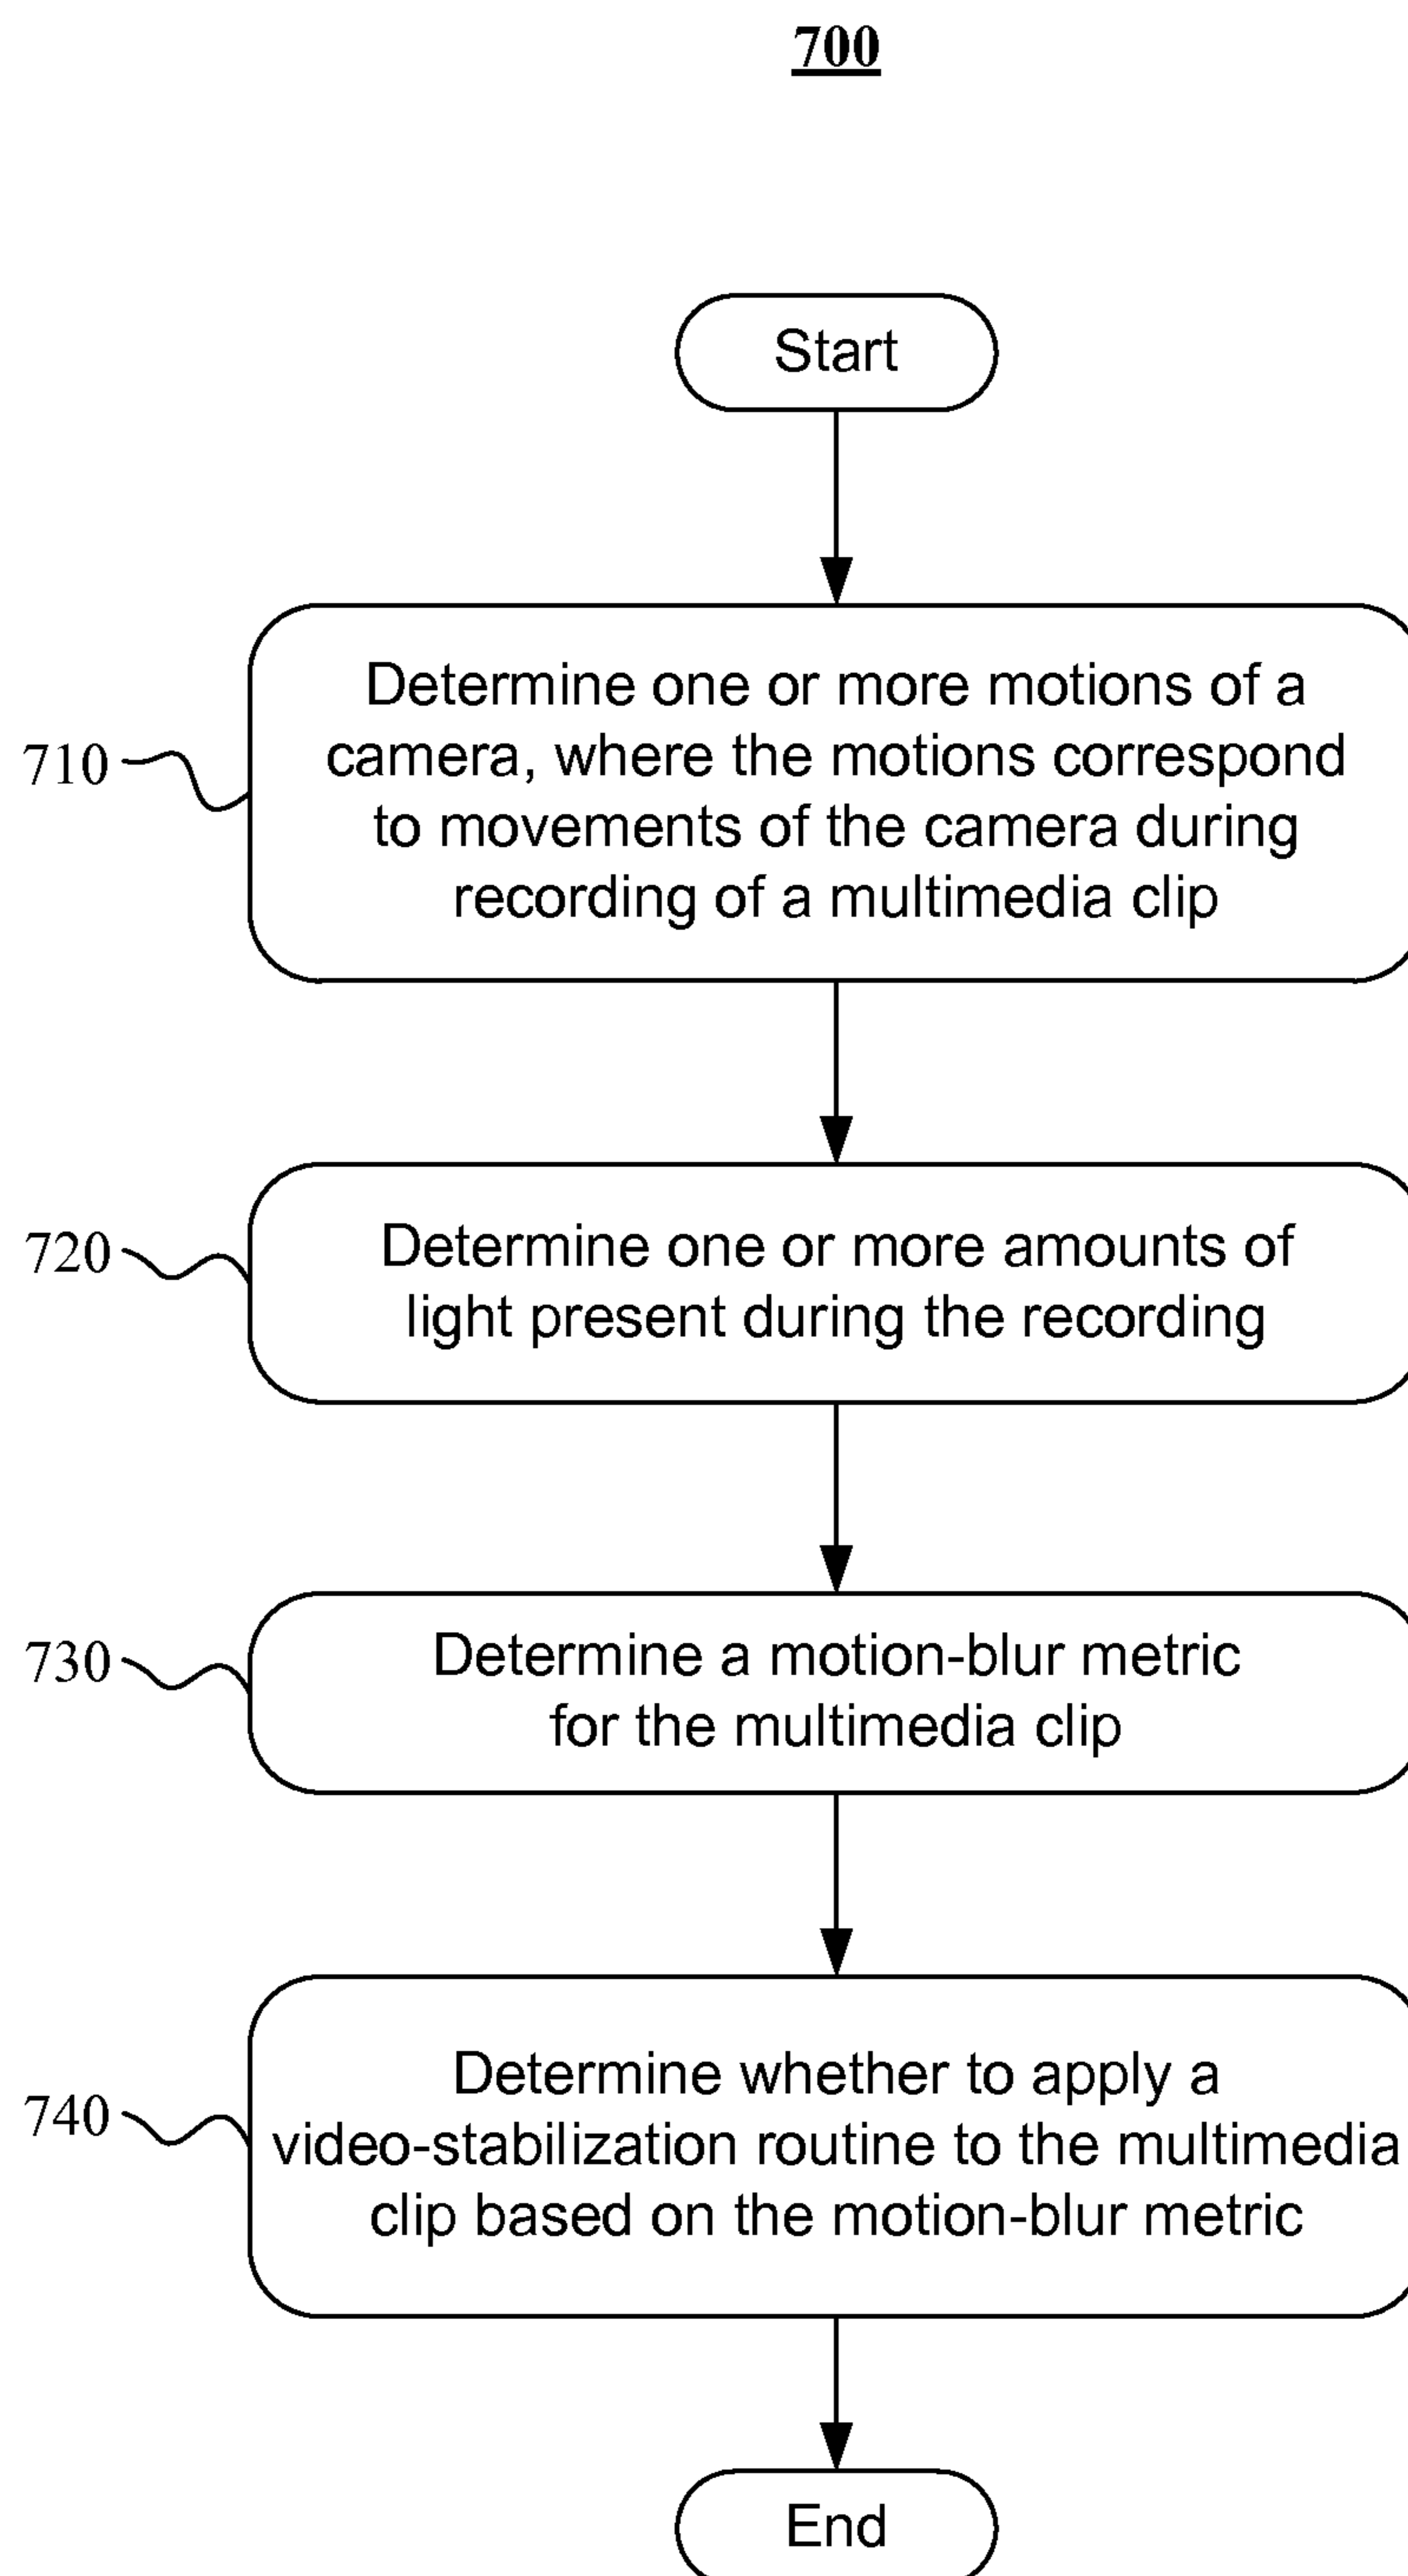 700
Start
710
Determine one or more motions of a
camera, where the motions correspond
to movements of the camera during
recording of a multimedia clip
720
Determine one or more amounts of
light present during the recording
730
Determine a motion-blur metric
for the multimedia clip
740
Determine whether to apply a
video-stabilization routine to the multimedia
clip based on the motion-blur metric
End